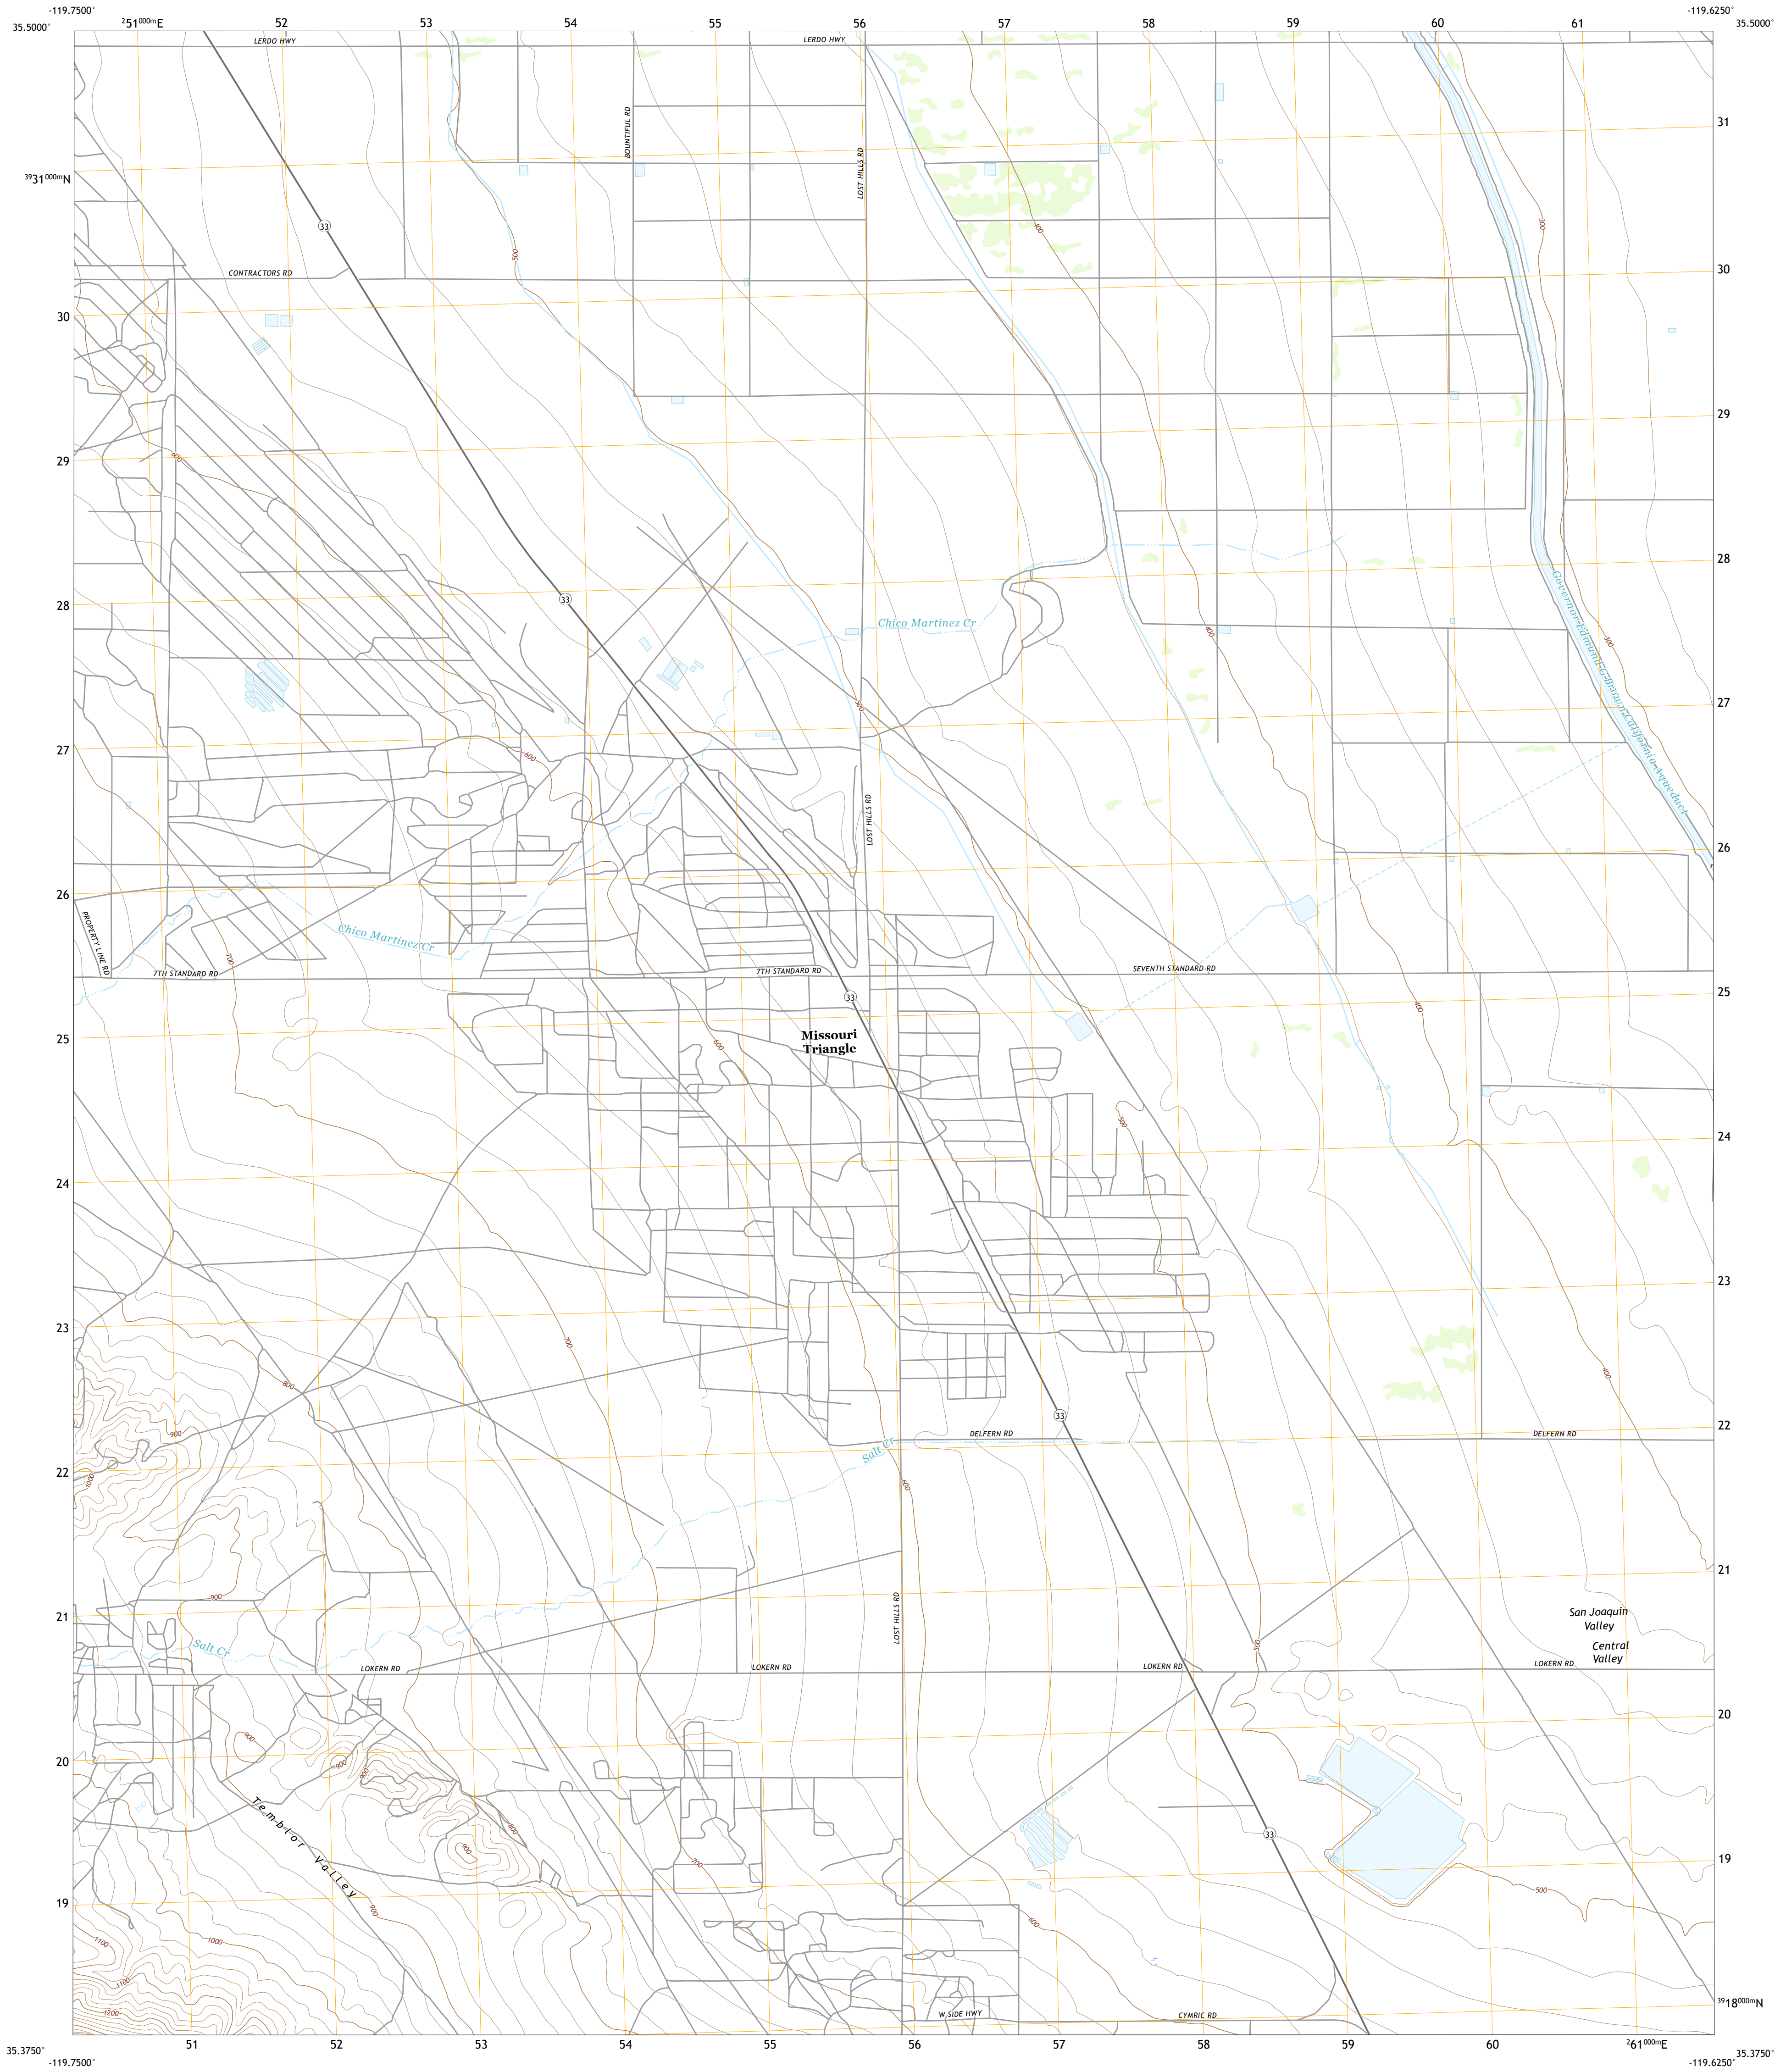 -119.7500°
²51⁰⁰⁰ᵐE 52 53 54 55 56 57 58 59 60 61
-119.6250°
35.5000°
35.5000°
LERDO HWY
LERDO HWY
BOUNTIFUL RD
LOST HILLS RD
31
³⁹31⁰⁰⁰ᵐN
33
500
400
300
CONTRACTORS RD
30
30
29
29
600
28
28
33
Chico Martinez Cr
400
300
Governor Edmund G Brown California Aqueduct
27
27
500
600
LOST HILLS RD
26
26
PROPERTY LINE RD
Chico Martinez Cr
700
7TH STANDARD RD
7TH STANDARD RD
SEVENTH STANDARD RD
33
400
25
25
Missouri
Triangle
600
500
24
24
23
23
700
800
400
900
33
22
22
DELFERN RD
DELFERN RD
Salt Cr
1000
600
21
21
900
LOST HILLS RD
San Joaquin
Valley
Central
Valley
500
Salt Cr
LOKERN RD
LOKERN RD
LOKERN RD
LOKERN RD
20
20
900
900
900
Temblor Valley
800
900
33
700
19
19
500
900
600
1000
1100
1100
1200
W SIDE HWY
CYMRIC RD
³⁹18⁰⁰⁰ᵐN
51 52 53 54 55 56 57 58 59 60 ²61⁰⁰⁰ᵐE
35.3750°
35.3750°
-119.7500°
-119.6250°